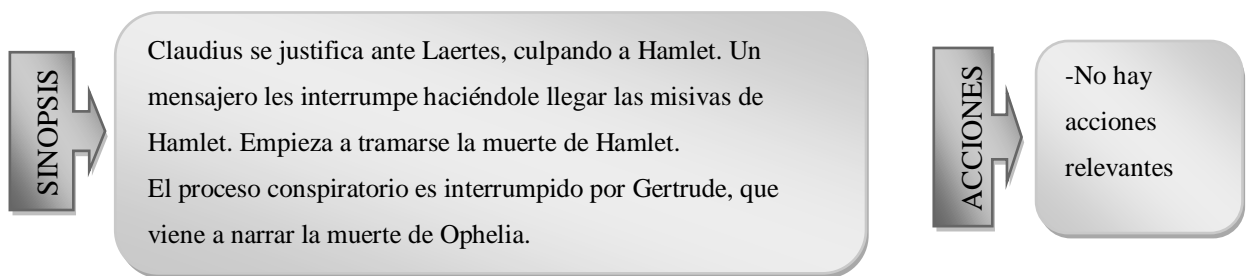 SINOPSIS
Claudius se justifica ante Laertes, culpando a Hamlet. Un
mensajero les interrumpe haciéndole llegar las misivas de
Hamlet. Empieza a tramarse la muerte de Hamlet.
El proceso conspiratorio es interrumpido por Gertrude, que
viene a narrar la muerte de Ophelia.
ACCIONES
-No hay
acciones
relevantes